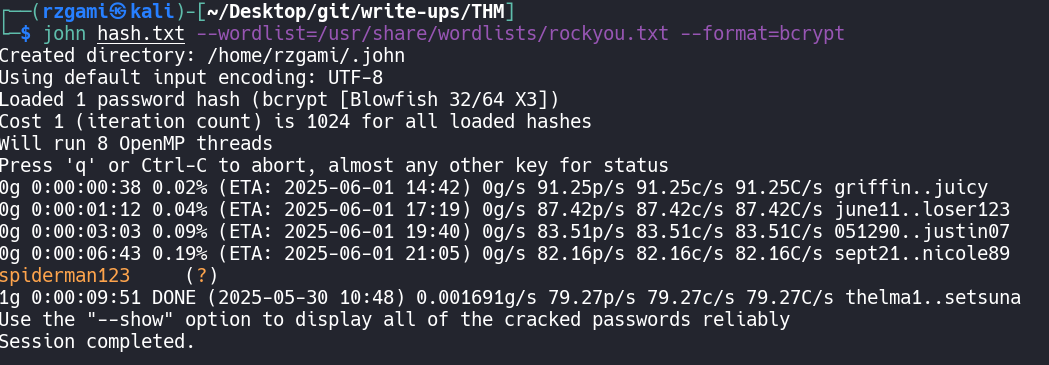 ┌──(rzgami㉿kali)-[~/Desktop/git/write-ups/THM]
└─$ john hash.txt --wordlist=/usr/share/wordlists/rockyou.txt --format=bcrypt
Created directory: /home/rzgami/.john
Using default input encoding: UTF-8
Loaded 1 password hash (bcrypt [Blowfish 32/64 X3])
Cost 1 (iteration count) is 1024 for all loaded hashes
Will run 8 OpenMP threads
Press 'q' or Ctrl-C to abort, almost any other key for status
0g 0:00:00:38 0.02% (ETA: 2025-06-01 14:42) 0g/s 91.25p/s 91.25c/s 91.25C/s griffin..juicy
0g 0:00:01:12 0.04% (ETA: 2025-06-01 17:19) 0g/s 87.42p/s 87.42c/s 87.42C/s june11..loser123
0g 0:00:03:03 0.09% (ETA: 2025-06-01 19:40) 0g/s 83.51p/s 83.51c/s 83.51C/s 051290..justin07
0g 0:00:06:43 0.19% (ETA: 2025-06-01 21:05) 0g/s 82.16p/s 82.16c/s 82.16C/s sept21..nicole89
spiderman123     (?)
1g 0:00:09:51 DONE (2025-05-30 10:48) 0.001691g/s 79.27p/s 79.27c/s 79.27C/s thelma1..setsuna
Use the "--show" option to display all of the cracked passwords reliably
Session completed.